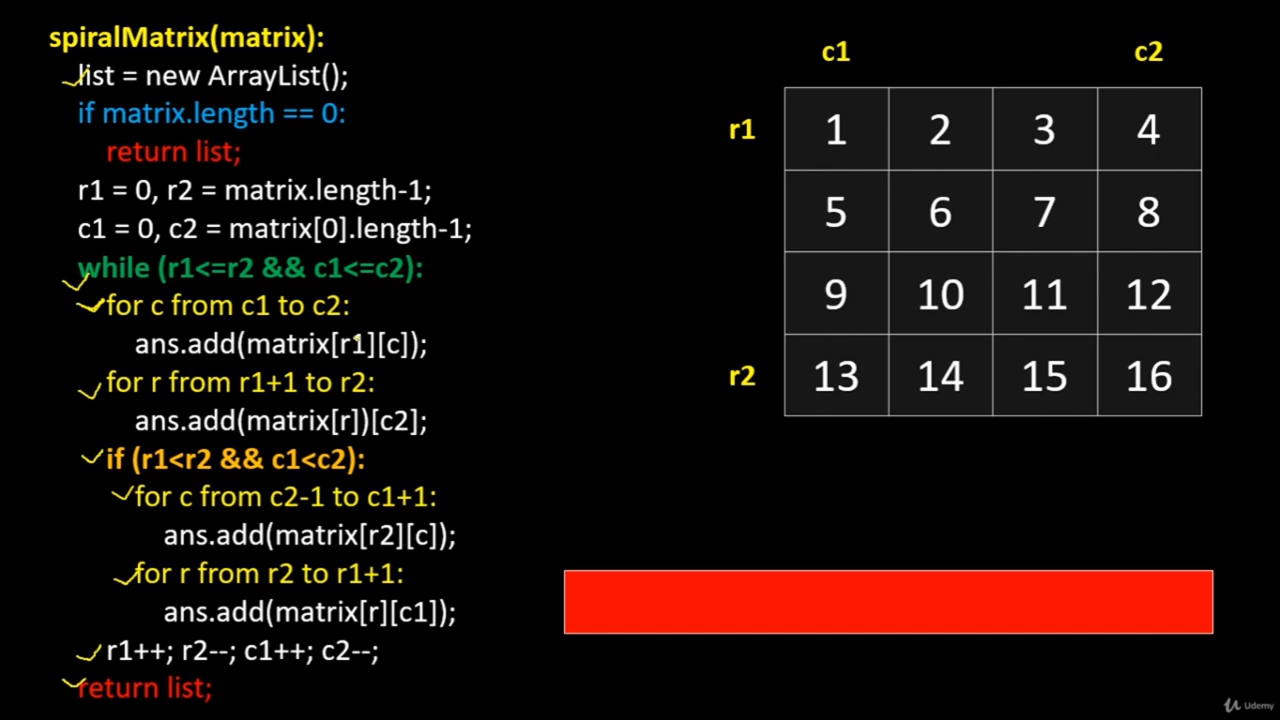 spiralMatrix(matrix):
list = new ArrayList();
if matrix.length == 0:
return list;
r1 = 0, r2 = matrix.length-1;
c1 = 0, c2 = matrix[0].length-1;
while (r1<=r2 && c1<=c2):
for c from c1 to c2:
ans.add(matrix[r1][c]);
for r from r1+1 to r2:
ans.add(matrix[r])[c2];
if (r1<r2 && c1<c2):
for c from c2-1 to c1+1:
ans.add(matrix[r2][c]);
for r from r2 to r1+1:
ans.add(matrix[r][c1]);
r1++; r2--; c1++; c2--;
return list;
c1 c2
r1 1 2 3 4
5 6 7 8
9 10 11 12
r2 13 14 15 16
Udemy